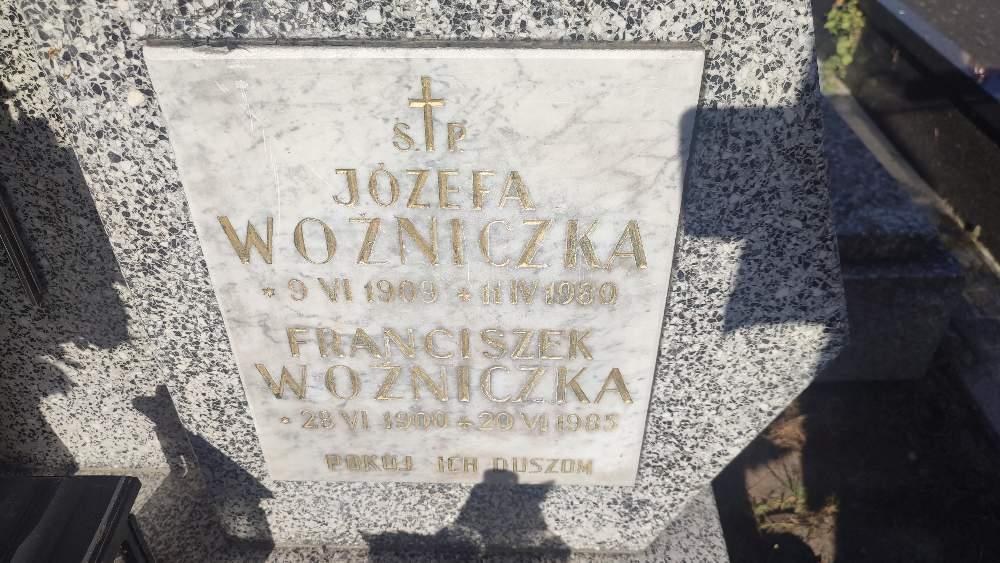 Ś P
JÓZEFA
WOŹNICZKA
* 9 VI 1909 + 11 IV 1980
FRANCISZEK
WOŹNICZKA
* 28 VI 1900 + 20 VI 1985
POKÓJ ICH DUSZOM